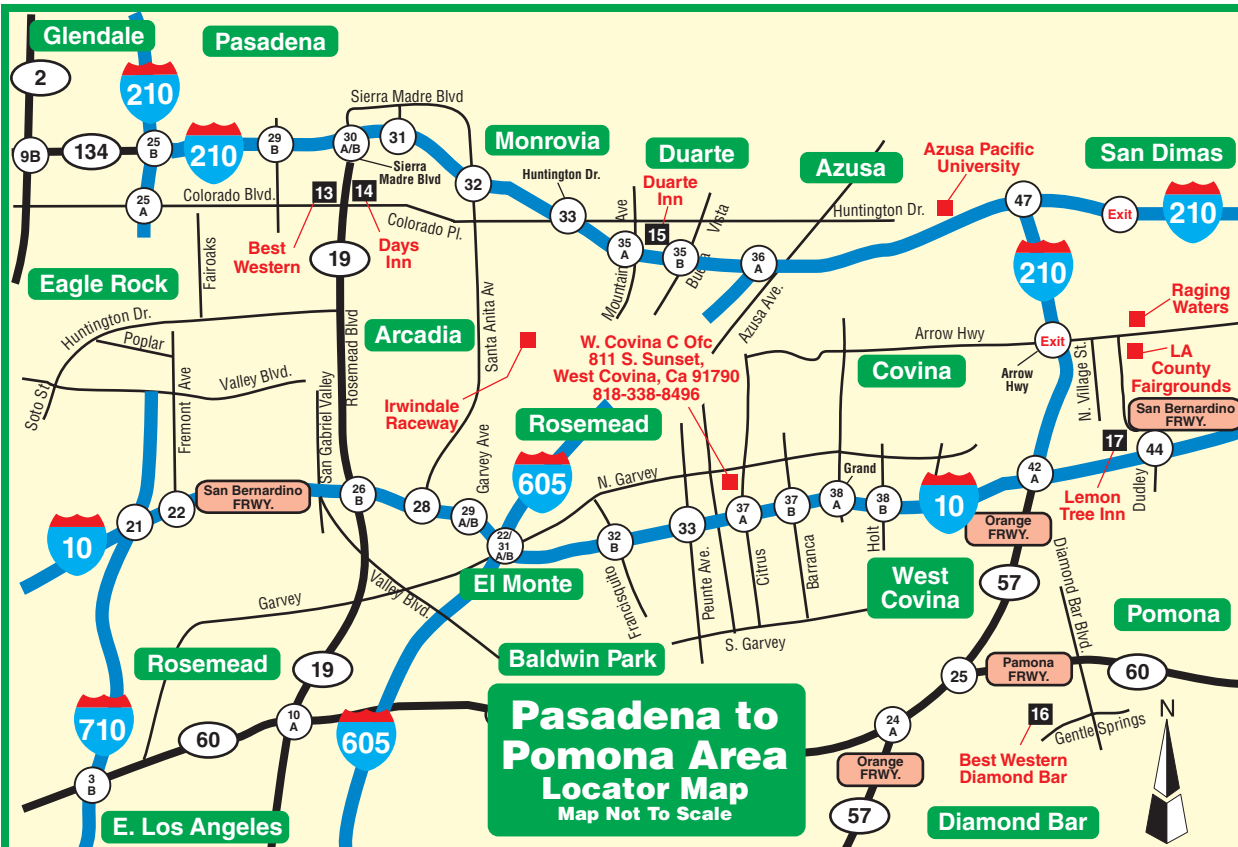 Glendale
Pasadena
2
210
Sierra Madre Blvd
9B
134
25
B
210
29
B
30
A/B
31
Sierra
Madre Blvd
32
Monrovia
Huntington Dr.
33
Duarte
Duarte
Inn
15
Azusa
Azusa Pacific
University
San Dimas
47
Exit
210
25
A
Colorado Blvd.
13
14
Colorado Pl.
Huntington Dr.
Best
Western
Days
Inn
19
Fairoaks
Mountain Ave
35
A
35
B
Buena Vista
36
A
Azusa Ave.
210
Eagle Rock
Huntington Dr.
Poplar
Arcadia
Rosemead Blvd
Santa Anita Av
Raging
Waters
W. Covina C Ofc
811 S. Sunset,
West Covina, Ca 91790
818-338-8496
Arrow Hwy
Exit
Arrow
Hwy
Covina
N. Village St.
LA
County
Fairgrounds
Soto St
Valley Blvd.
Fremont Ave
San Gabriel Valley
Irwindale
Raceway
Rosemead
San Bernardino
FRWY.
Garvey Ave
605
N. Garvey
Grand
17
44
Dudley
Lemon
Tree Inn
10
21
22
San Bernardino
FRWY.
26
B
28
29
A/B
22/
31
A/B
32
B
33
37
A
37
B
38
A
38
B
10
42
A
Orange
FRWY.
Holt
Francisquito
Peunte Ave.
Citrus
Barranca
El Monte
West
Covina
57
Diamond Bar Blvd.
Pomona
Garvey
Valley Blvd.
S. Garvey
Rosemead
19
Baldwin Park
25
Pamona
FRWY.
60
710
60
10
A
605
Pasadena to
Pomona Area
Locator Map
Map Not To Scale
24
A
Orange
FRWY.
16
Gentle Springs
N
Best Western
Diamond Bar
3
B
E. Los Angeles
57
Diamond Bar